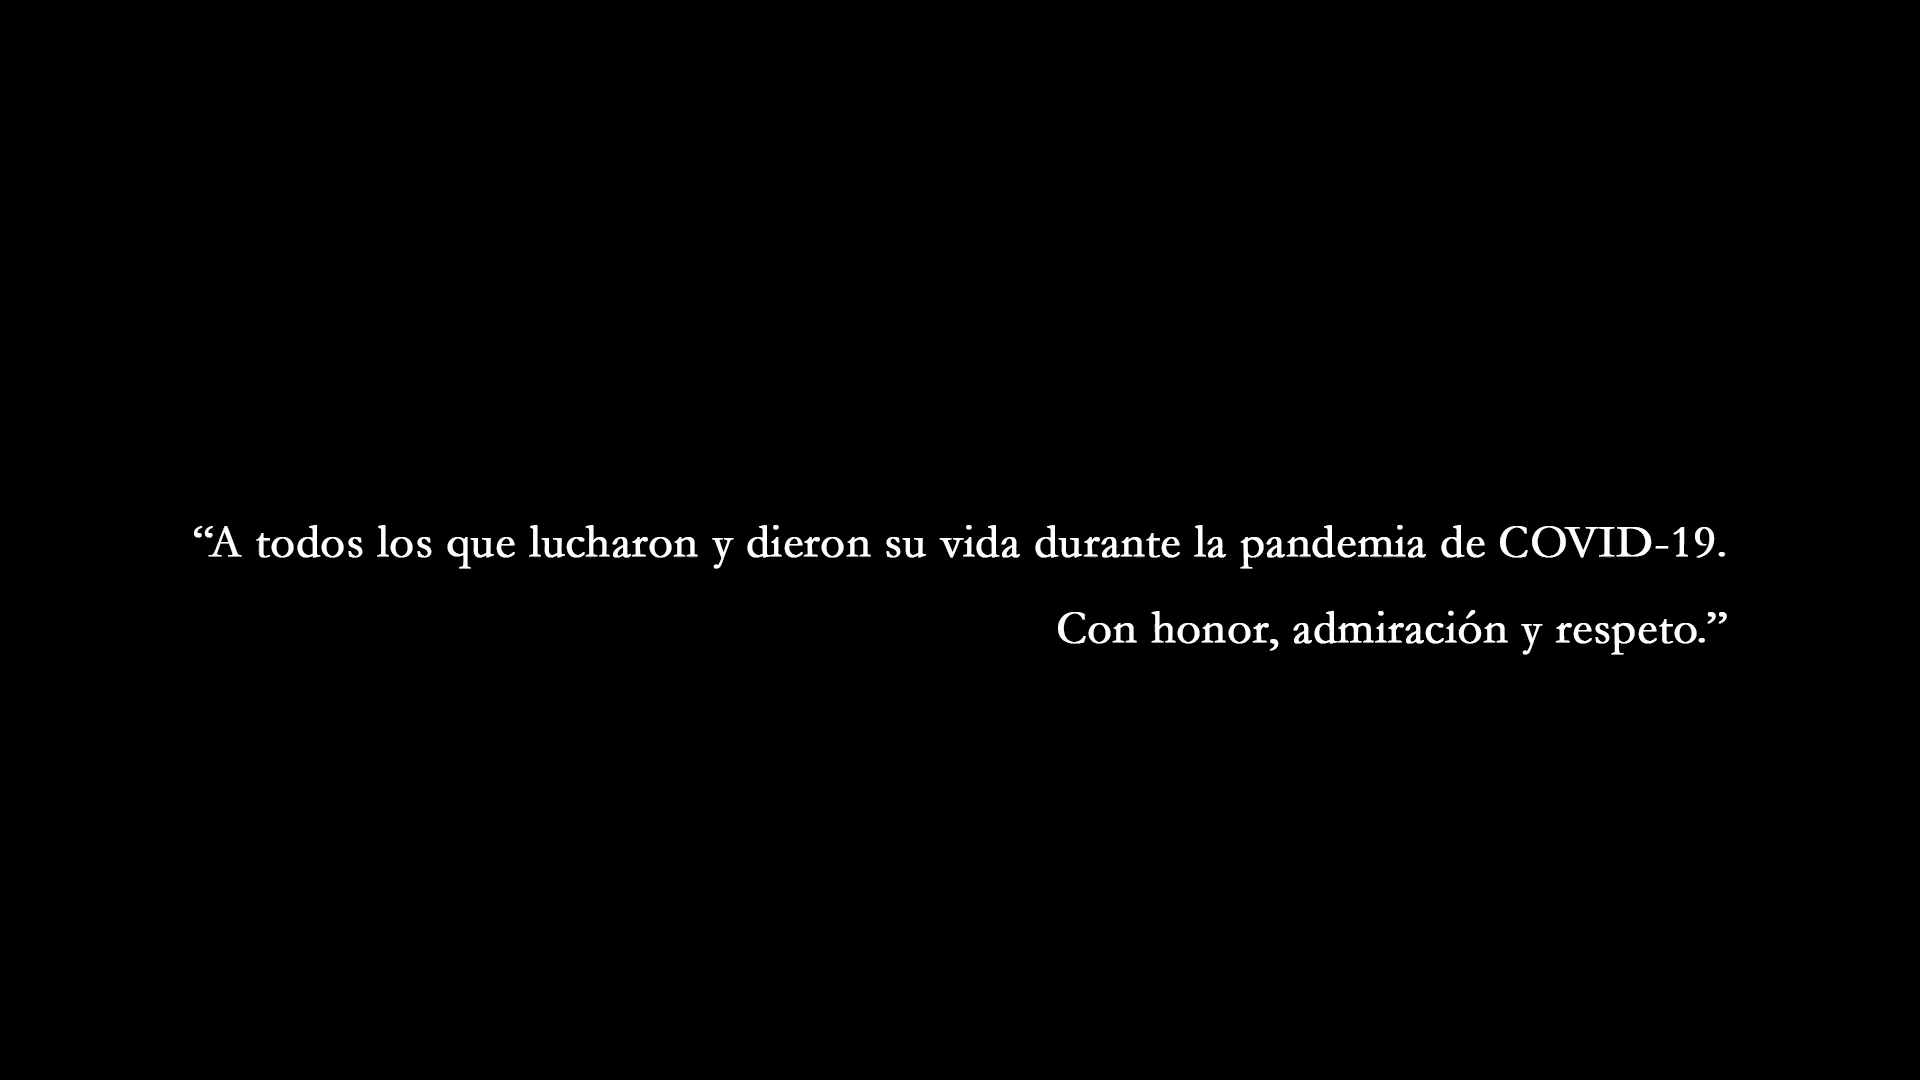 “A todos los que lucharon y dieron su vida durante la pandemia de COVID-19.
Con honor, admiración y respeto.”